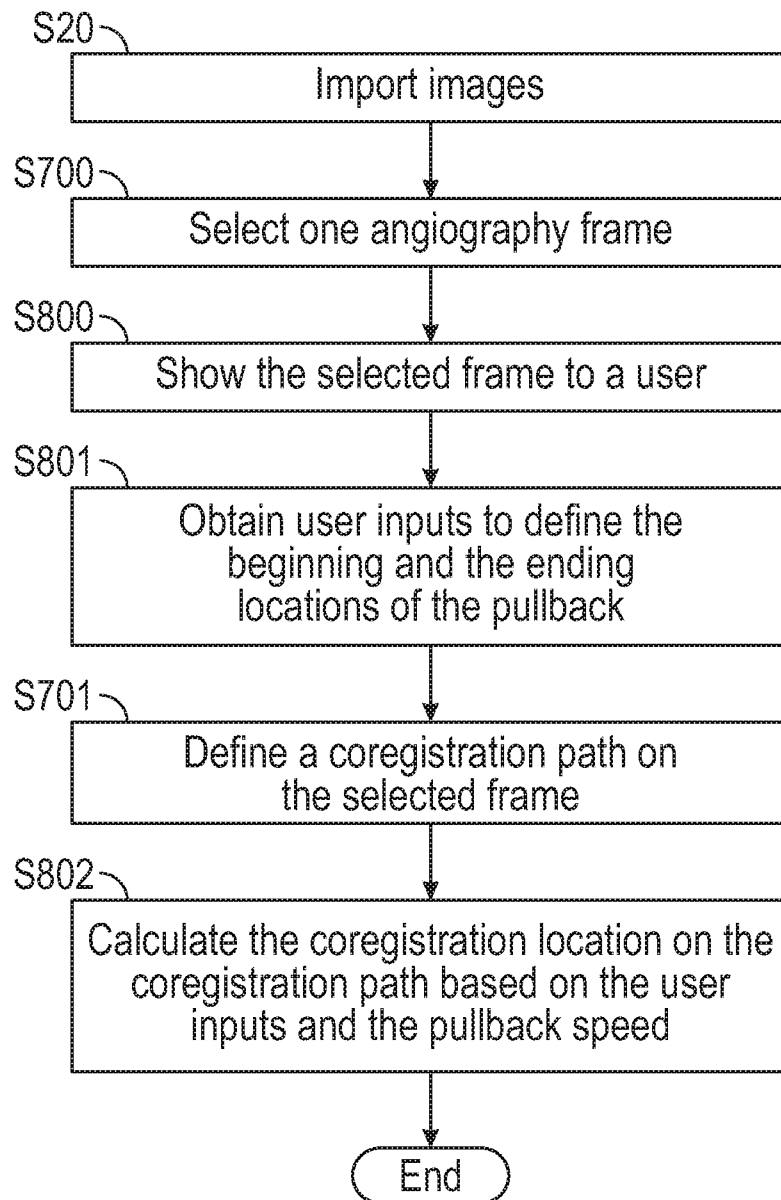 S20
Import images
S700
Select one angiography frame
S800
Show the selected frame to a user
S801
Obtain user inputs to define the
beginning and the ending
locations of the pullback
S701
Define a coregistration path on
the selected frame
S802
Calculate the coregistration location on the
coregistration path based on the user
inputs and the pullback speed
End